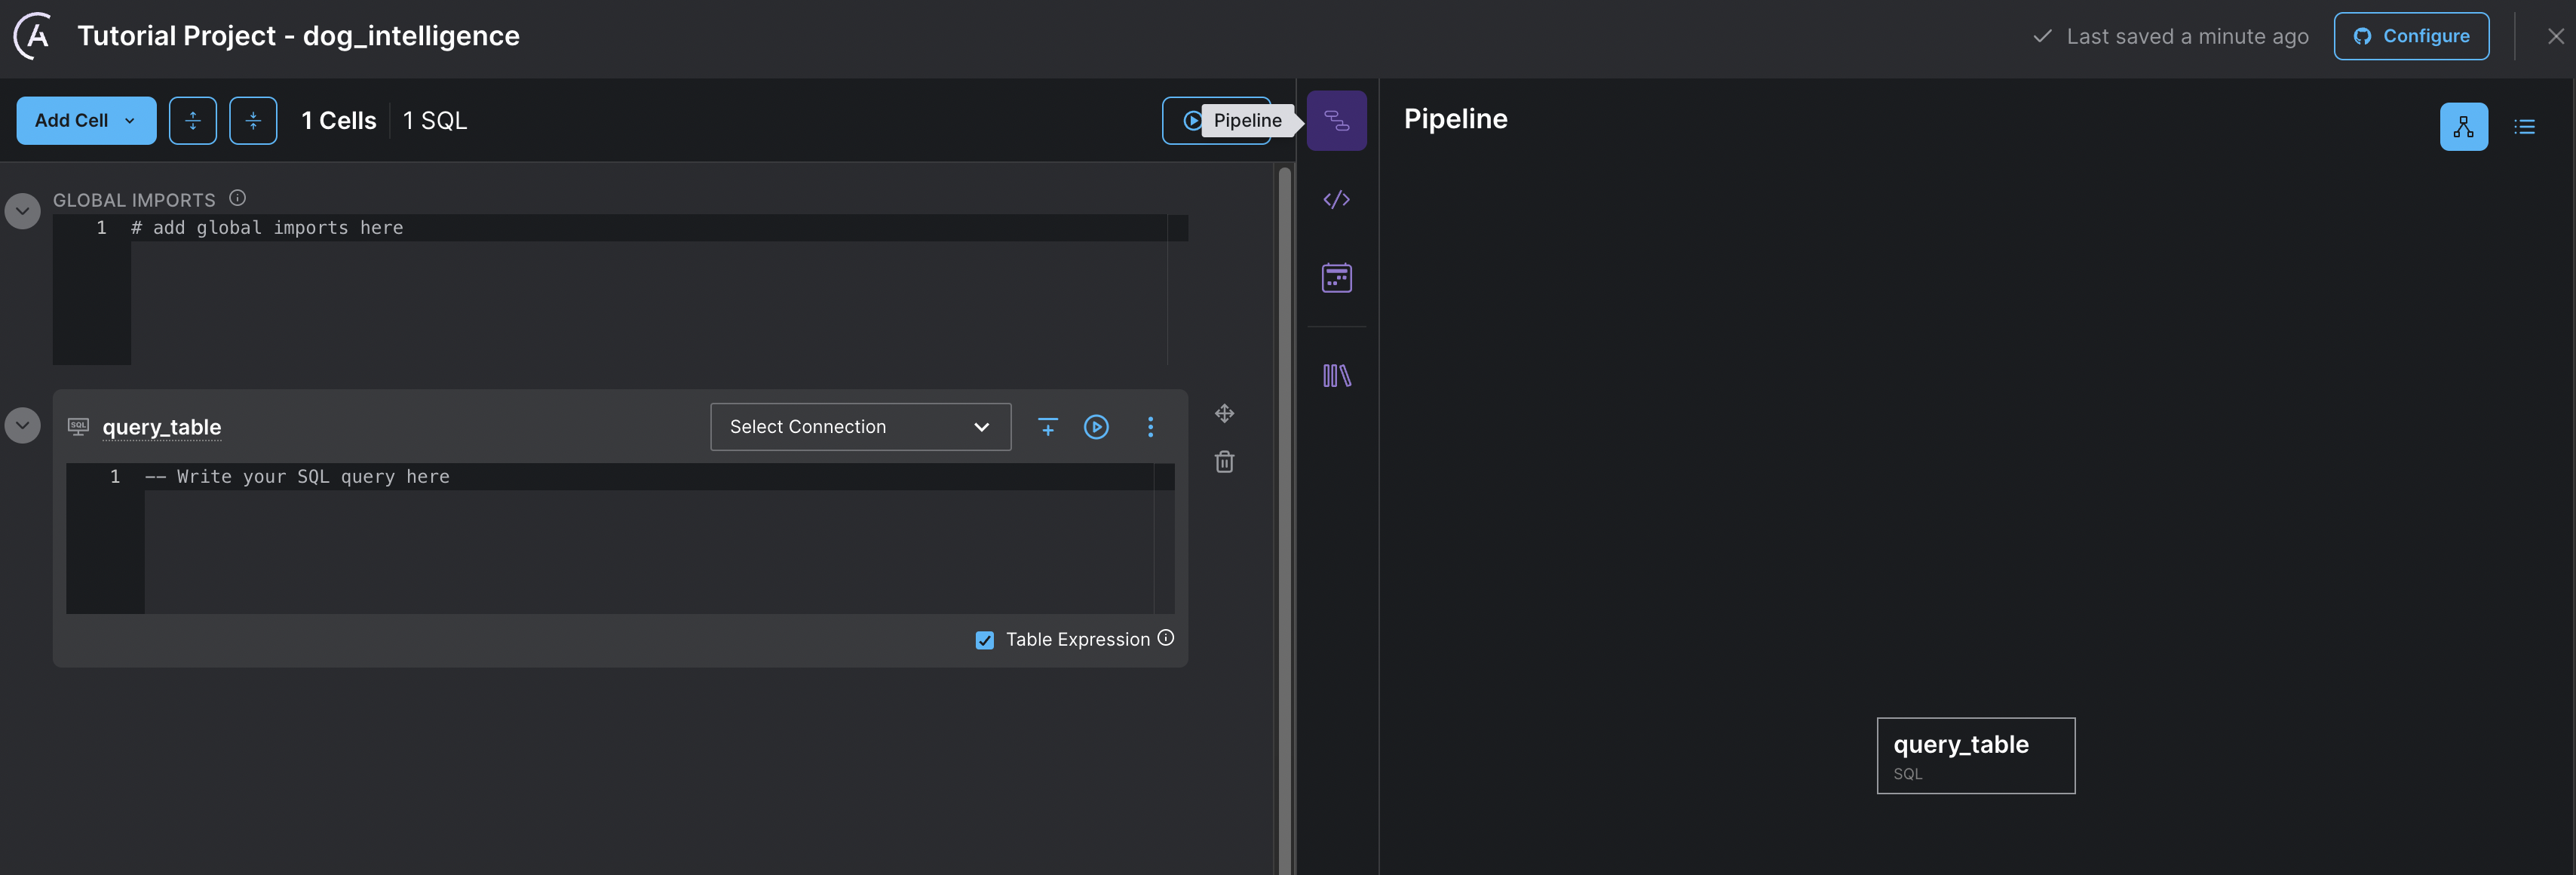 Tutorial Project - dog_intelligence
Last saved a minute ago
Configure
Add Cell
1 Cells
1 SQL
Pipeline
Pipeline
GLOBAL IMPORTS
1 # add global imports here
SQL
query_table
Select Connection
1 -- Write your SQL query here
Table Expression
query_table
SQL